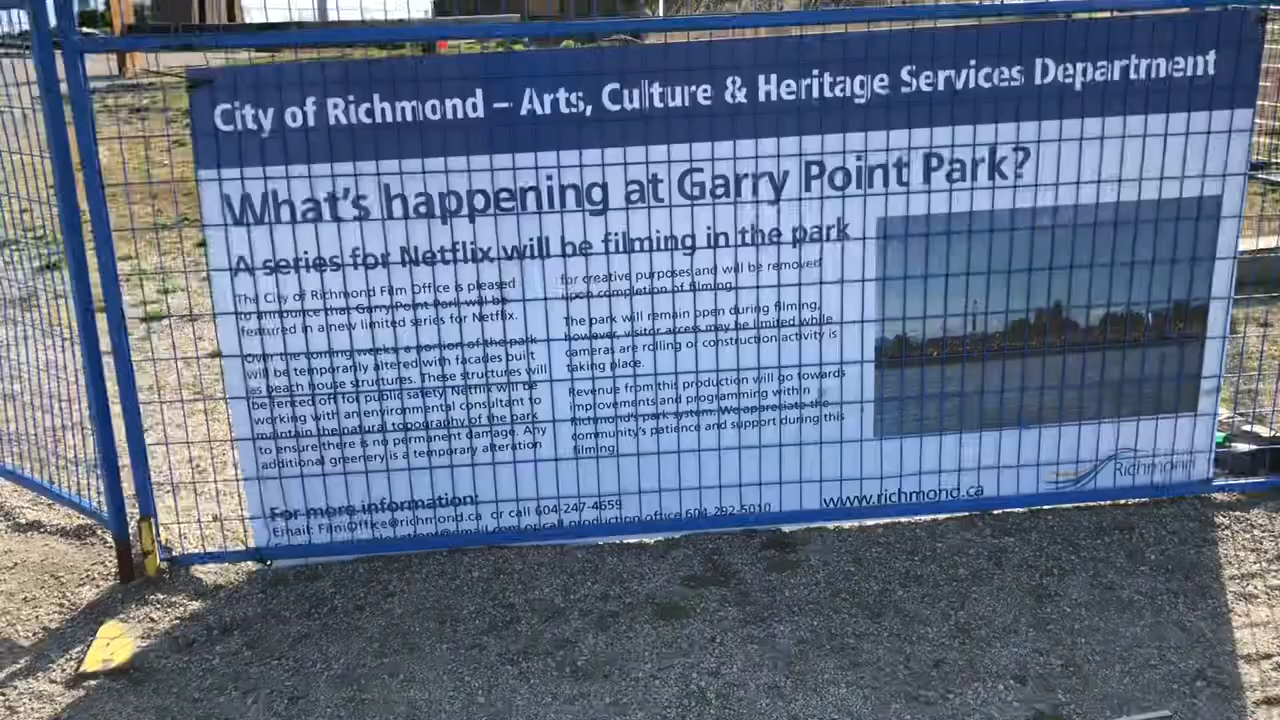 City of Richmond – Arts, Culture & Heritage Services Department
What's happening at Garry Point Park?
A series for Netflix will be filming in the park
The City of Richmond Film Office is pleased
to announce that Garry Point Park will be
featured in a new limited series for Netflix.
Over the coming weeks, a portion of the park
will be temporarily altered with facades built
as beach house structures. These structures will
be fenced off for public safety. Netflix will be
working with an environmental consultant to
maintain the natural topography of the park
to ensure there is no permanent damage. Any
additional greenery is a temporary alteration
for creative purposes and will be removed
upon completion of filming.
The park will remain open during filming,
however, visitor access may be limited while
cameras are rolling or construction activity is
taking place.
Revenue from this production will go towards
improvements and programming within
Richmond's park system. We appreciate the
community's patience and support during this
filming.
For more information:
Email: FilmOffice@richmond.ca or call 604-247-4659
or call production office 604-292-5010
www.richmond.ca
Richmond